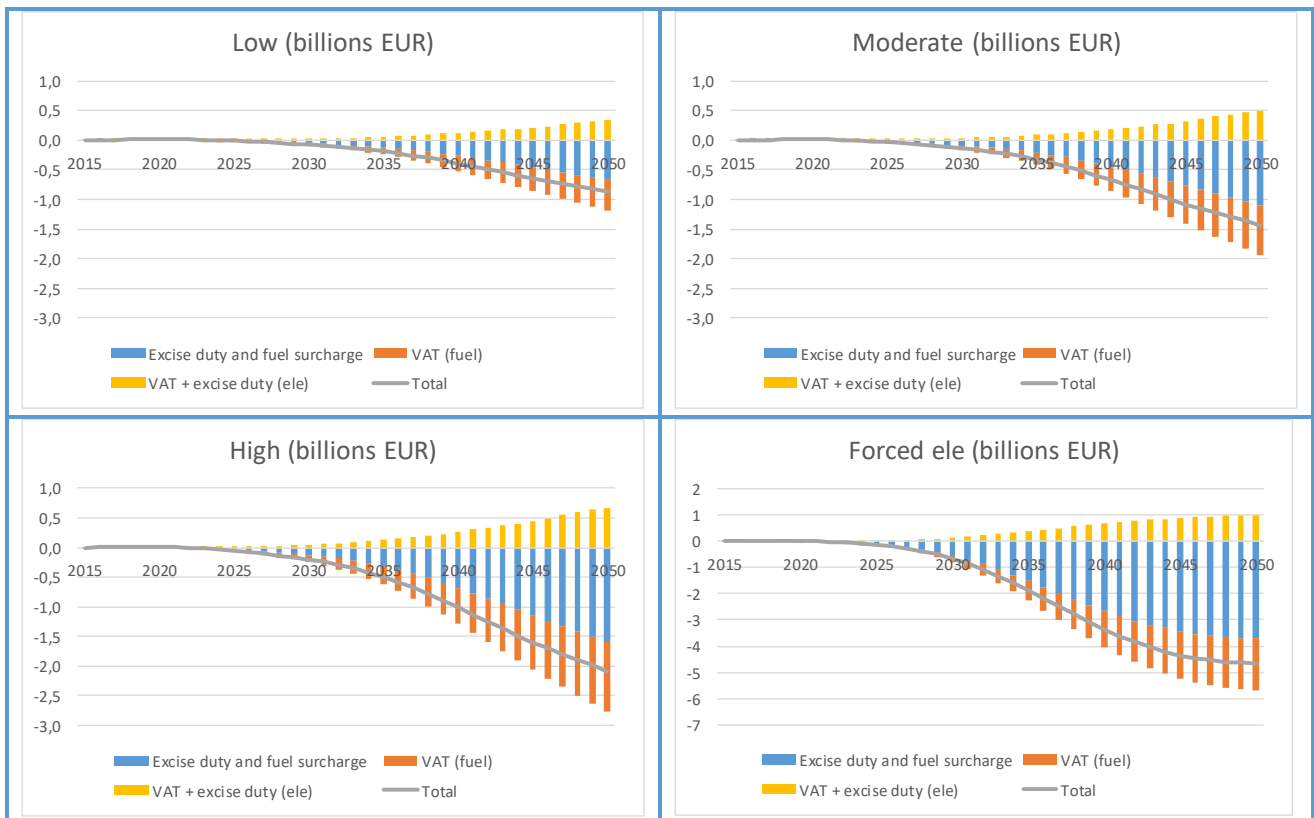 Low (billions EUR)
1,0
0,5
0,0
-0,5
-1,0
-1,5
-2,0
-2,5
-3,0
2015 2020 2025 2030 2035 2040 2045 2050
Excise duty and fuel surcharge VAT (fuel)
VAT + excise duty (ele) Total
Moderate (billions EUR)
1,0
0,5
0,0
-0,5
-1,0
-1,5
-2,0
-2,5
-3,0
2015 2020 2025 2030 2035 2040 2045 2050
Excise duty and fuel surcharge VAT (fuel)
VAT + excise duty (ele) Total
High (billions EUR)
1,0
0,5
0,0
-0,5
-1,0
-1,5
-2,0
-2,5
-3,0
2015 2020 2025 2030 2035 2040 2045 2050
Excise duty and fuel surcharge VAT (fuel)
VAT + excise duty (ele) Total
Forced ele (billions EUR)
2
1
0
-1
-2
-3
-4
-5
-6
-7
2015 2020 2025 2030 2035 2040 2045 2050
Excise duty and fuel surcharge VAT (fuel)
VAT + excise duty (ele) Total